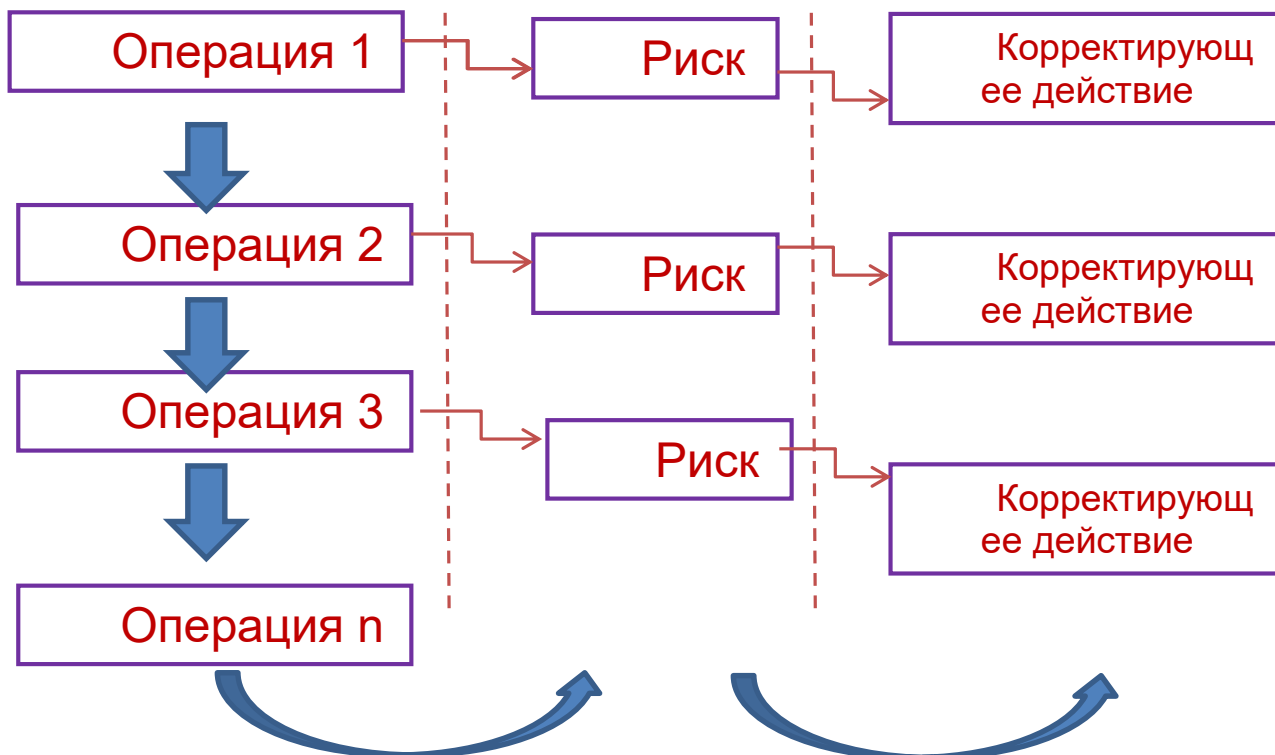 Операция 1
Риск
Корректирующ
ее действие
Операция 2
Риск
Корректирующ
ее действие
Операция 3
Риск
Корректирующ
ее действие
Операция n